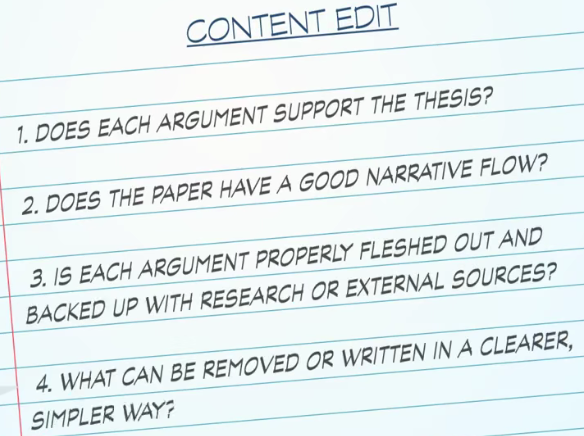 CONTENT EDIT
1. DOES EACH ARGUMENT SUPPORT THE THESIS?
2. DOES THE PAPER HAVE A GOOD NARRATIVE FLOW?
3. IS EACH ARGUMENT PROPERLY FLESHED OUT AND
BACKED UP WITH RESEARCH OR EXTERNAL SOURCES?
4. WHAT CAN BE REMOVED OR WRITTEN IN A CLEARER,
SIMPLER WAY?